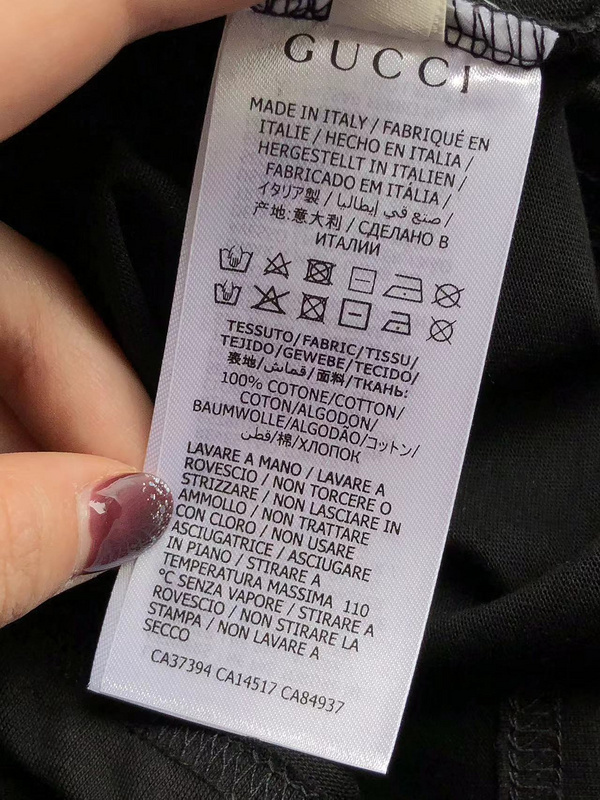 GUCCI
MADE IN ITALY / FABRIQUÉ EN
ITALIE / HECHO EN ITALIA /
HERGESTELLT IN ITALIEN /
FABRICADO EM ITÁLIA /
イタリア製 / صنع في إيطاليا /
产地:意大利 / СДЕЛАНО В
ИТАЛИИ
TESSUTO/FABRIC/TISSU/
TEJIDO/GEWEBE/TECIDO/
表地/قماش/面料/ТКАНЬ:
100% COTONE/COTTON/
COTON/ALGODON/
BAUMWOLLE/ALGODÃO/コットン/
قطن/棉/ХЛОПОК
LAVARE A MANO / LAVARE A
ROVESCIO / NON TORCERE O
STRIZZARE / NON LASCIARE IN
AMMOLLO / NON TRATTARE
CON CLORO / NON USARE
ASCIUGATRICE / ASCIUGARE
IN PIANO / STIRARE A
TEMPERATURA MASSIMA 110
°C SENZA VAPORE / STIRARE A
ROVESCIO / NON STIRARE LA
STAMPA / NON LAVARE A
SECCO
CA37394 CA14517 CA84937